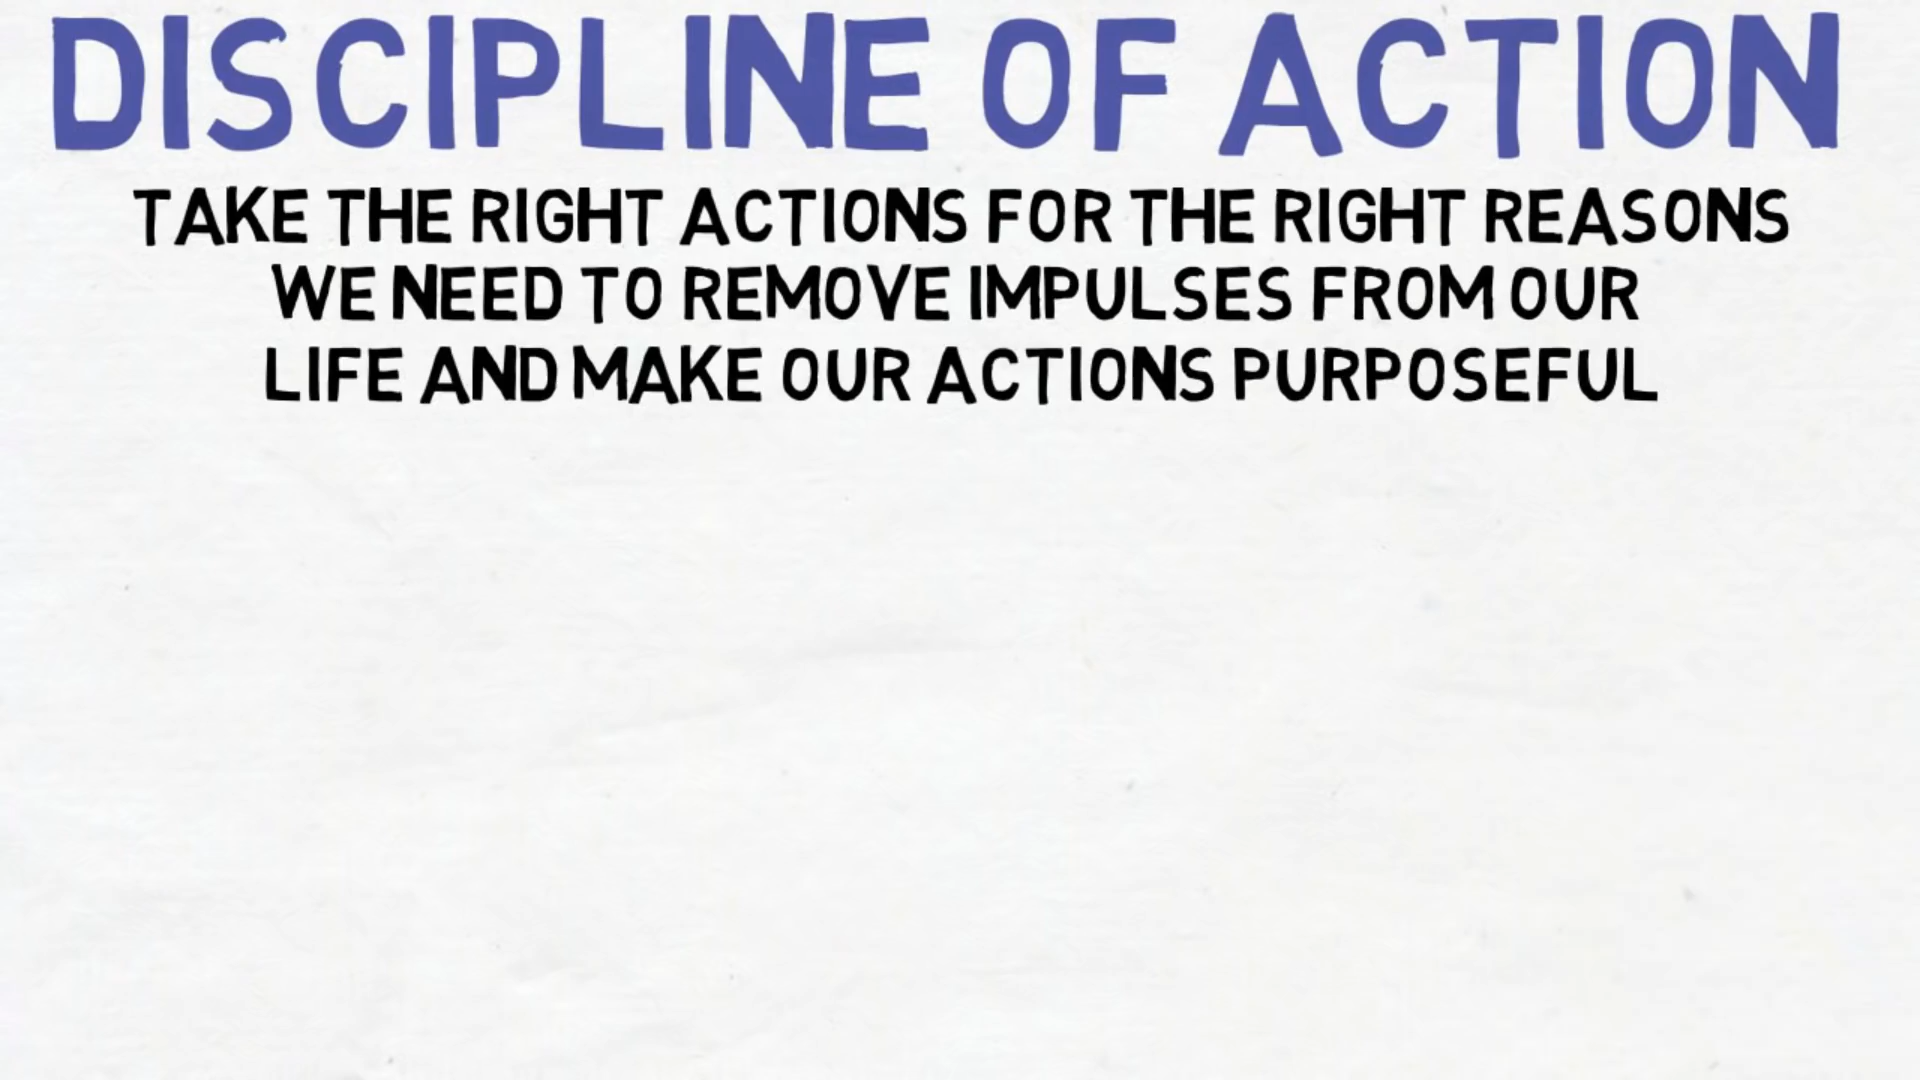 DISCIPLINE OF ACTION
TAKE THE RIGHT ACTIONS FOR THE RIGHT REASONS
WE NEED TO REMOVE IMPULSES FROM OUR
LIFE AND MAKE OUR ACTIONS PURPOSEFUL